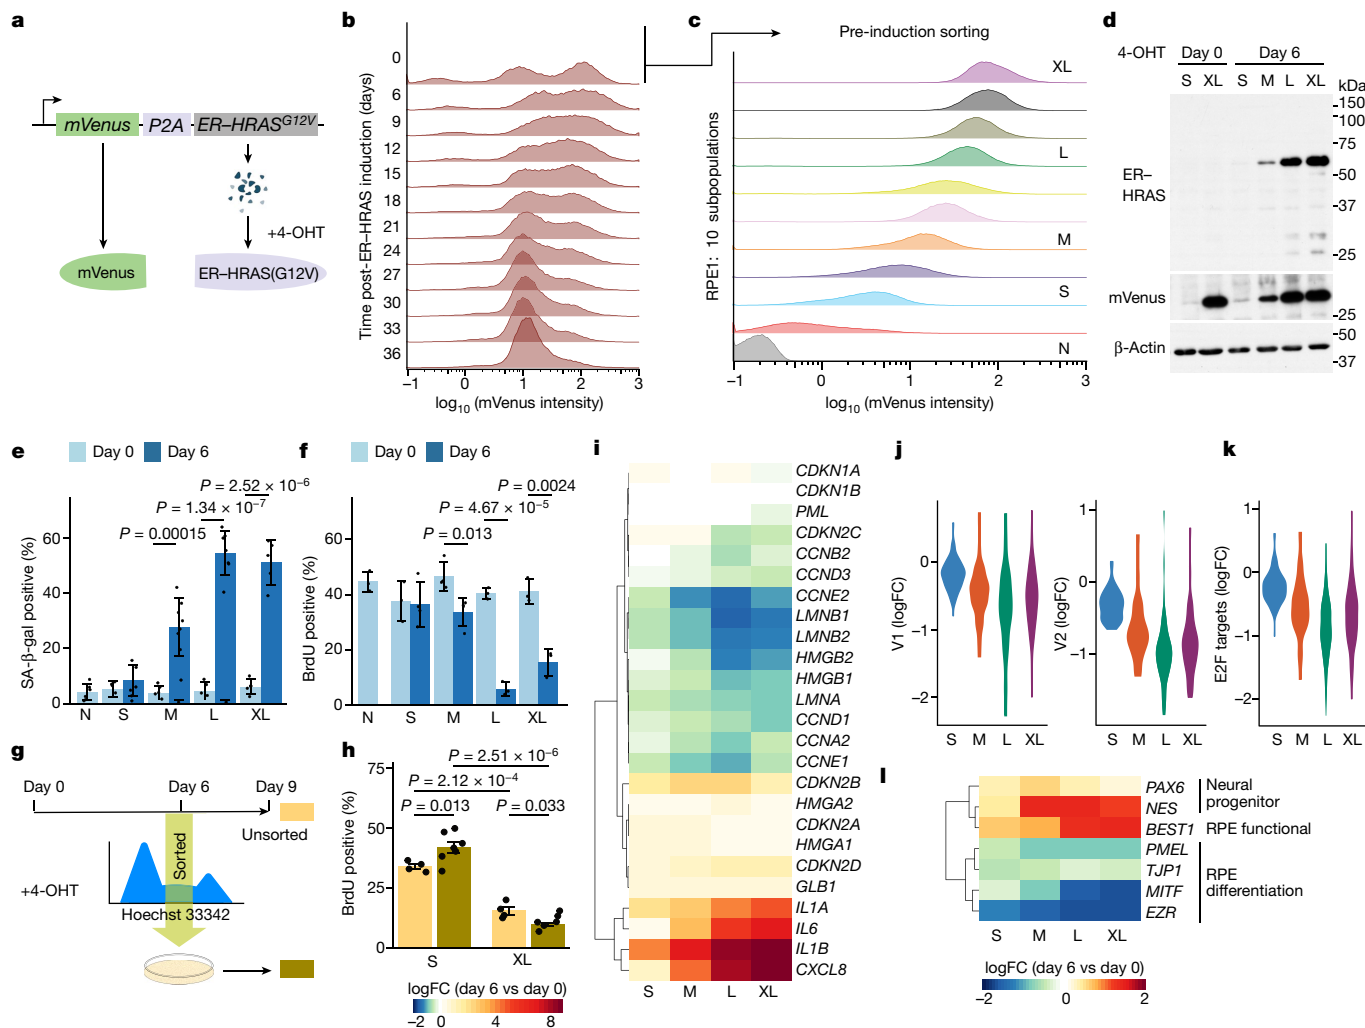 a
mVenus
P2A
ER–HRAS^G12V
+4-OHT
mVenus
ER–HRAS(G12V)
b
Time post-ER–HRAS induction (days)
0
6
9
12
15
18
21
24
27
30
33
36
−1
0
1
2
3
log10 (mVenus intensity)
c
Pre-induction sorting
RPE1: 10 subpopulations
XL
L
M
S
N
−1
0
1
2
3
log10 (mVenus intensity)
d
4-OHT
Day 0
Day 6
S XL S M L XL
kDa
150
100
75
50
37
25
ER–
HRAS
mVenus
25
β-Actin
50
37
e
Day 0
Day 6
SA-β-gal positive (%)
60
40
20
0
P = 2.52 × 10−6
P = 1.34 × 10−7
P = 0.00015
N S M L XL
f
Day 0
Day 6
BrdU positive (%)
60
40
20
0
P = 0.0024
P = 4.67 × 10−5
P = 0.013
N S M L XL
g
Day 0
Day 6
Day 9
Unsorted
Sorted
+4-OHT
Hoechst 33342
h
BrdU positive (%)
75
50
25
0
P = 2.51 × 10−6
P = 2.12 × 10−4
P = 0.013
P = 0.033
S XL
logFC (day 6 vs day 0)
−2 0 4 8
i
CDKN1A
CDKN1B
PML
CDKN2C
CCNB2
CCND3
CCNE2
LMNB1
LMNB2
HMGB2
HMGB1
LMNA
CCND1
CCNA2
CCNE1
CDKN2B
HMGA2
CDKN2A
HMGA1
CDKN2D
GLB1
IL1A
IL6
IL1B
CXCL8
S M L XL
j
V1 (logFC)
0
−1
−2
S M L XL
V2 (logFC)
0
−1
S M L XL
k
E2F targets (logFC)
1
0
−1
−2
S M L XL
l
PAX6
NES
BEST1
PMEL
TJP1
MITF
EZR
Neural
progenitor
RPE functional
RPE
differentiation
S M L XL
logFC (day 6 vs day 0)
−2 0 2